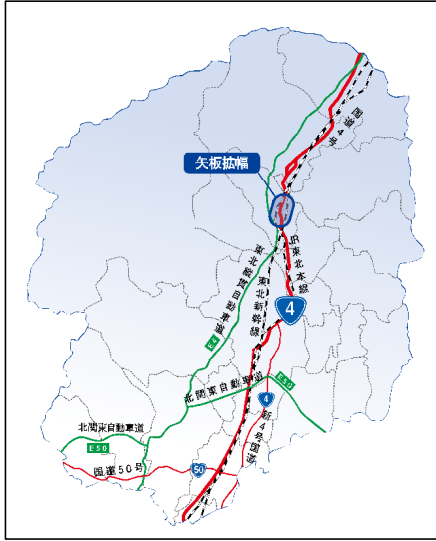 国道4号
矢板拡幅
JR東北本線
東北縦貫自動車道
東北新幹線
4
E4
E50
北関東自動車道
4
新4号国道
北関東自動車道
E50
国道50号
50